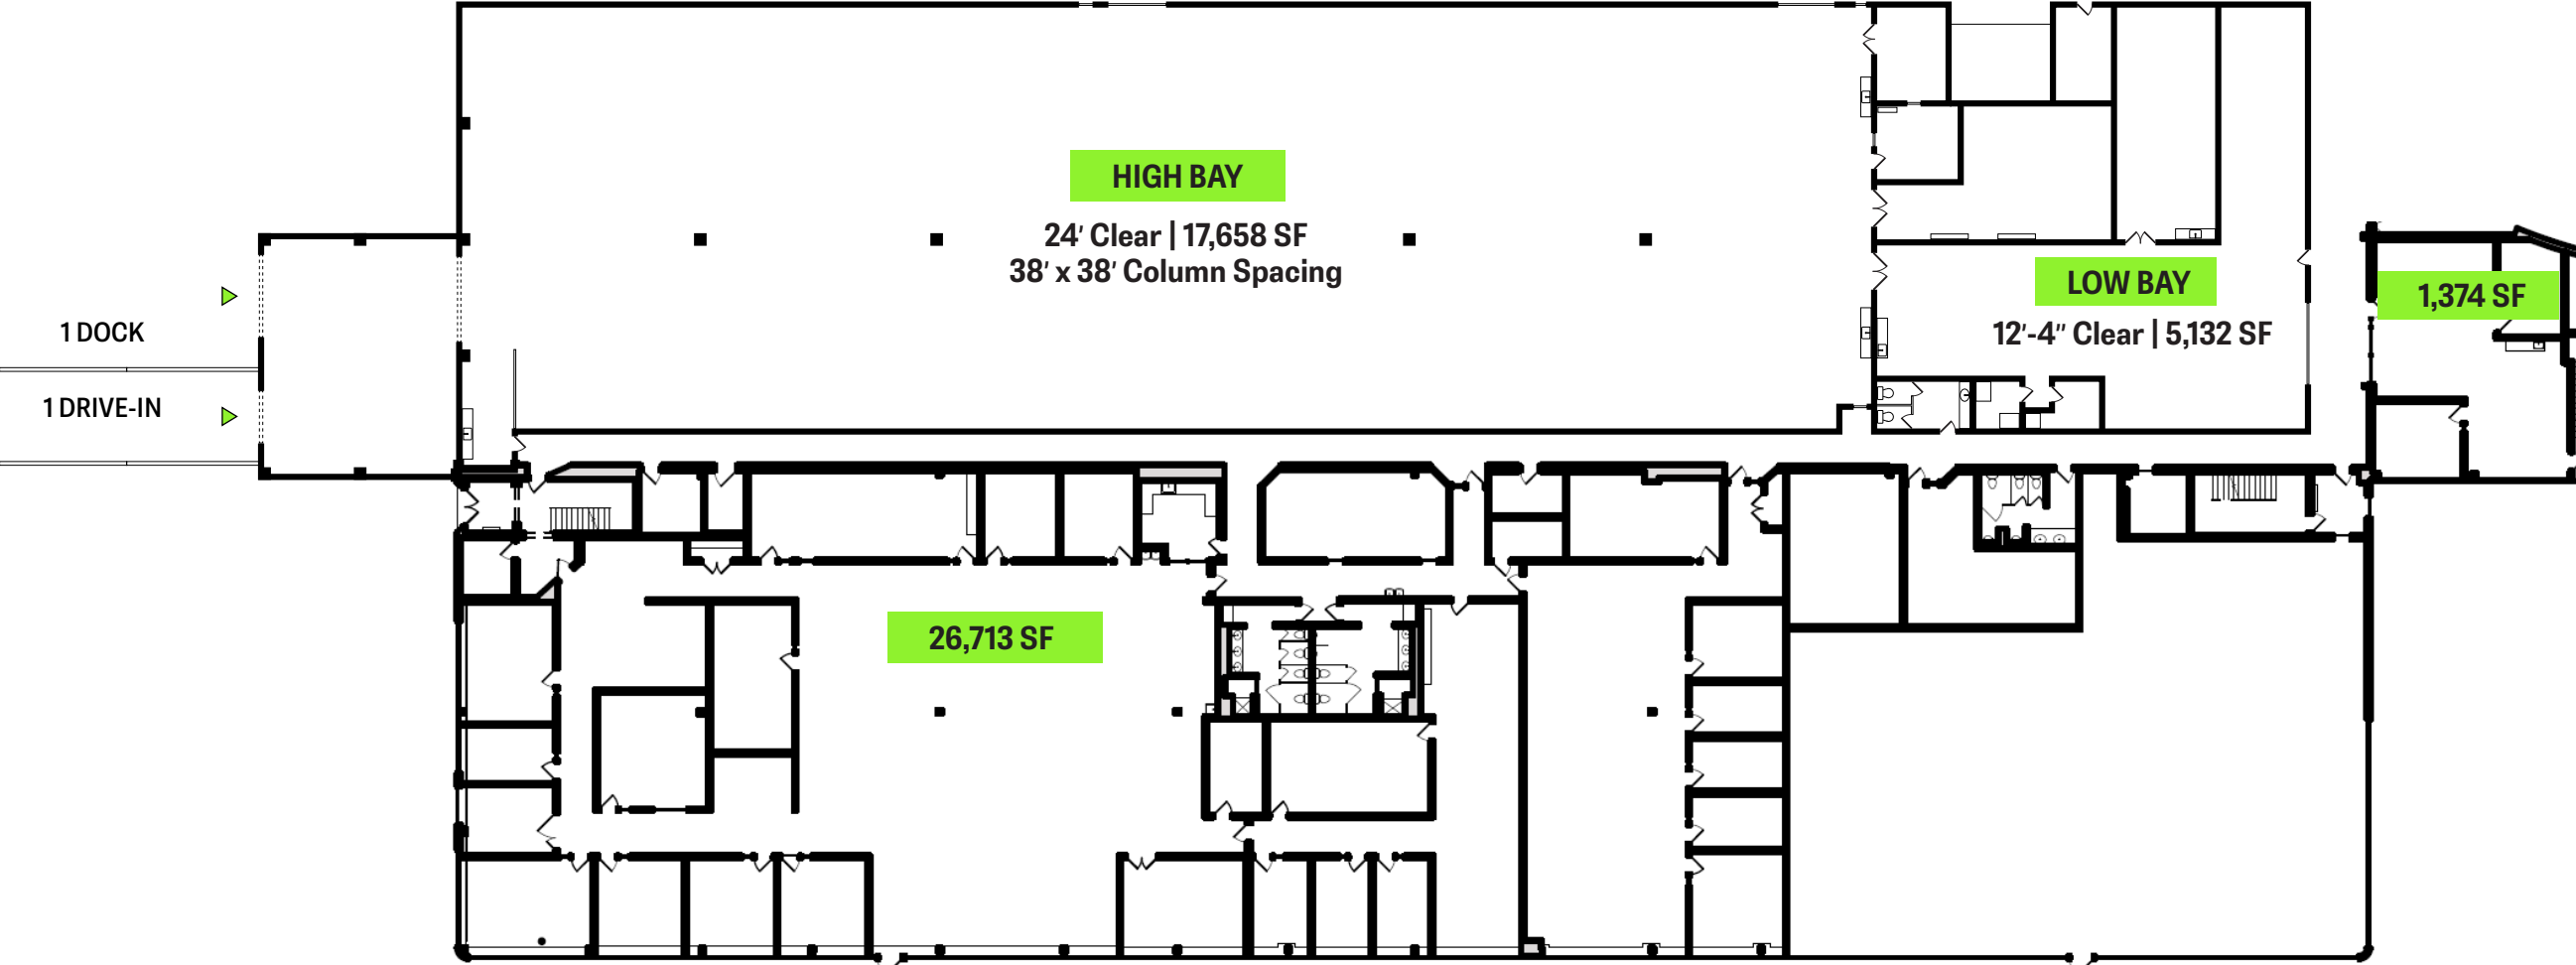 HIGH BAY
24′ Clear | 17,658 SF
38′ x 38′ Column Spacing
LOW BAY
12′-4″ Clear | 5,132 SF
1,374 SF
1 DOCK
1 DRIVE-IN
26,713 SF